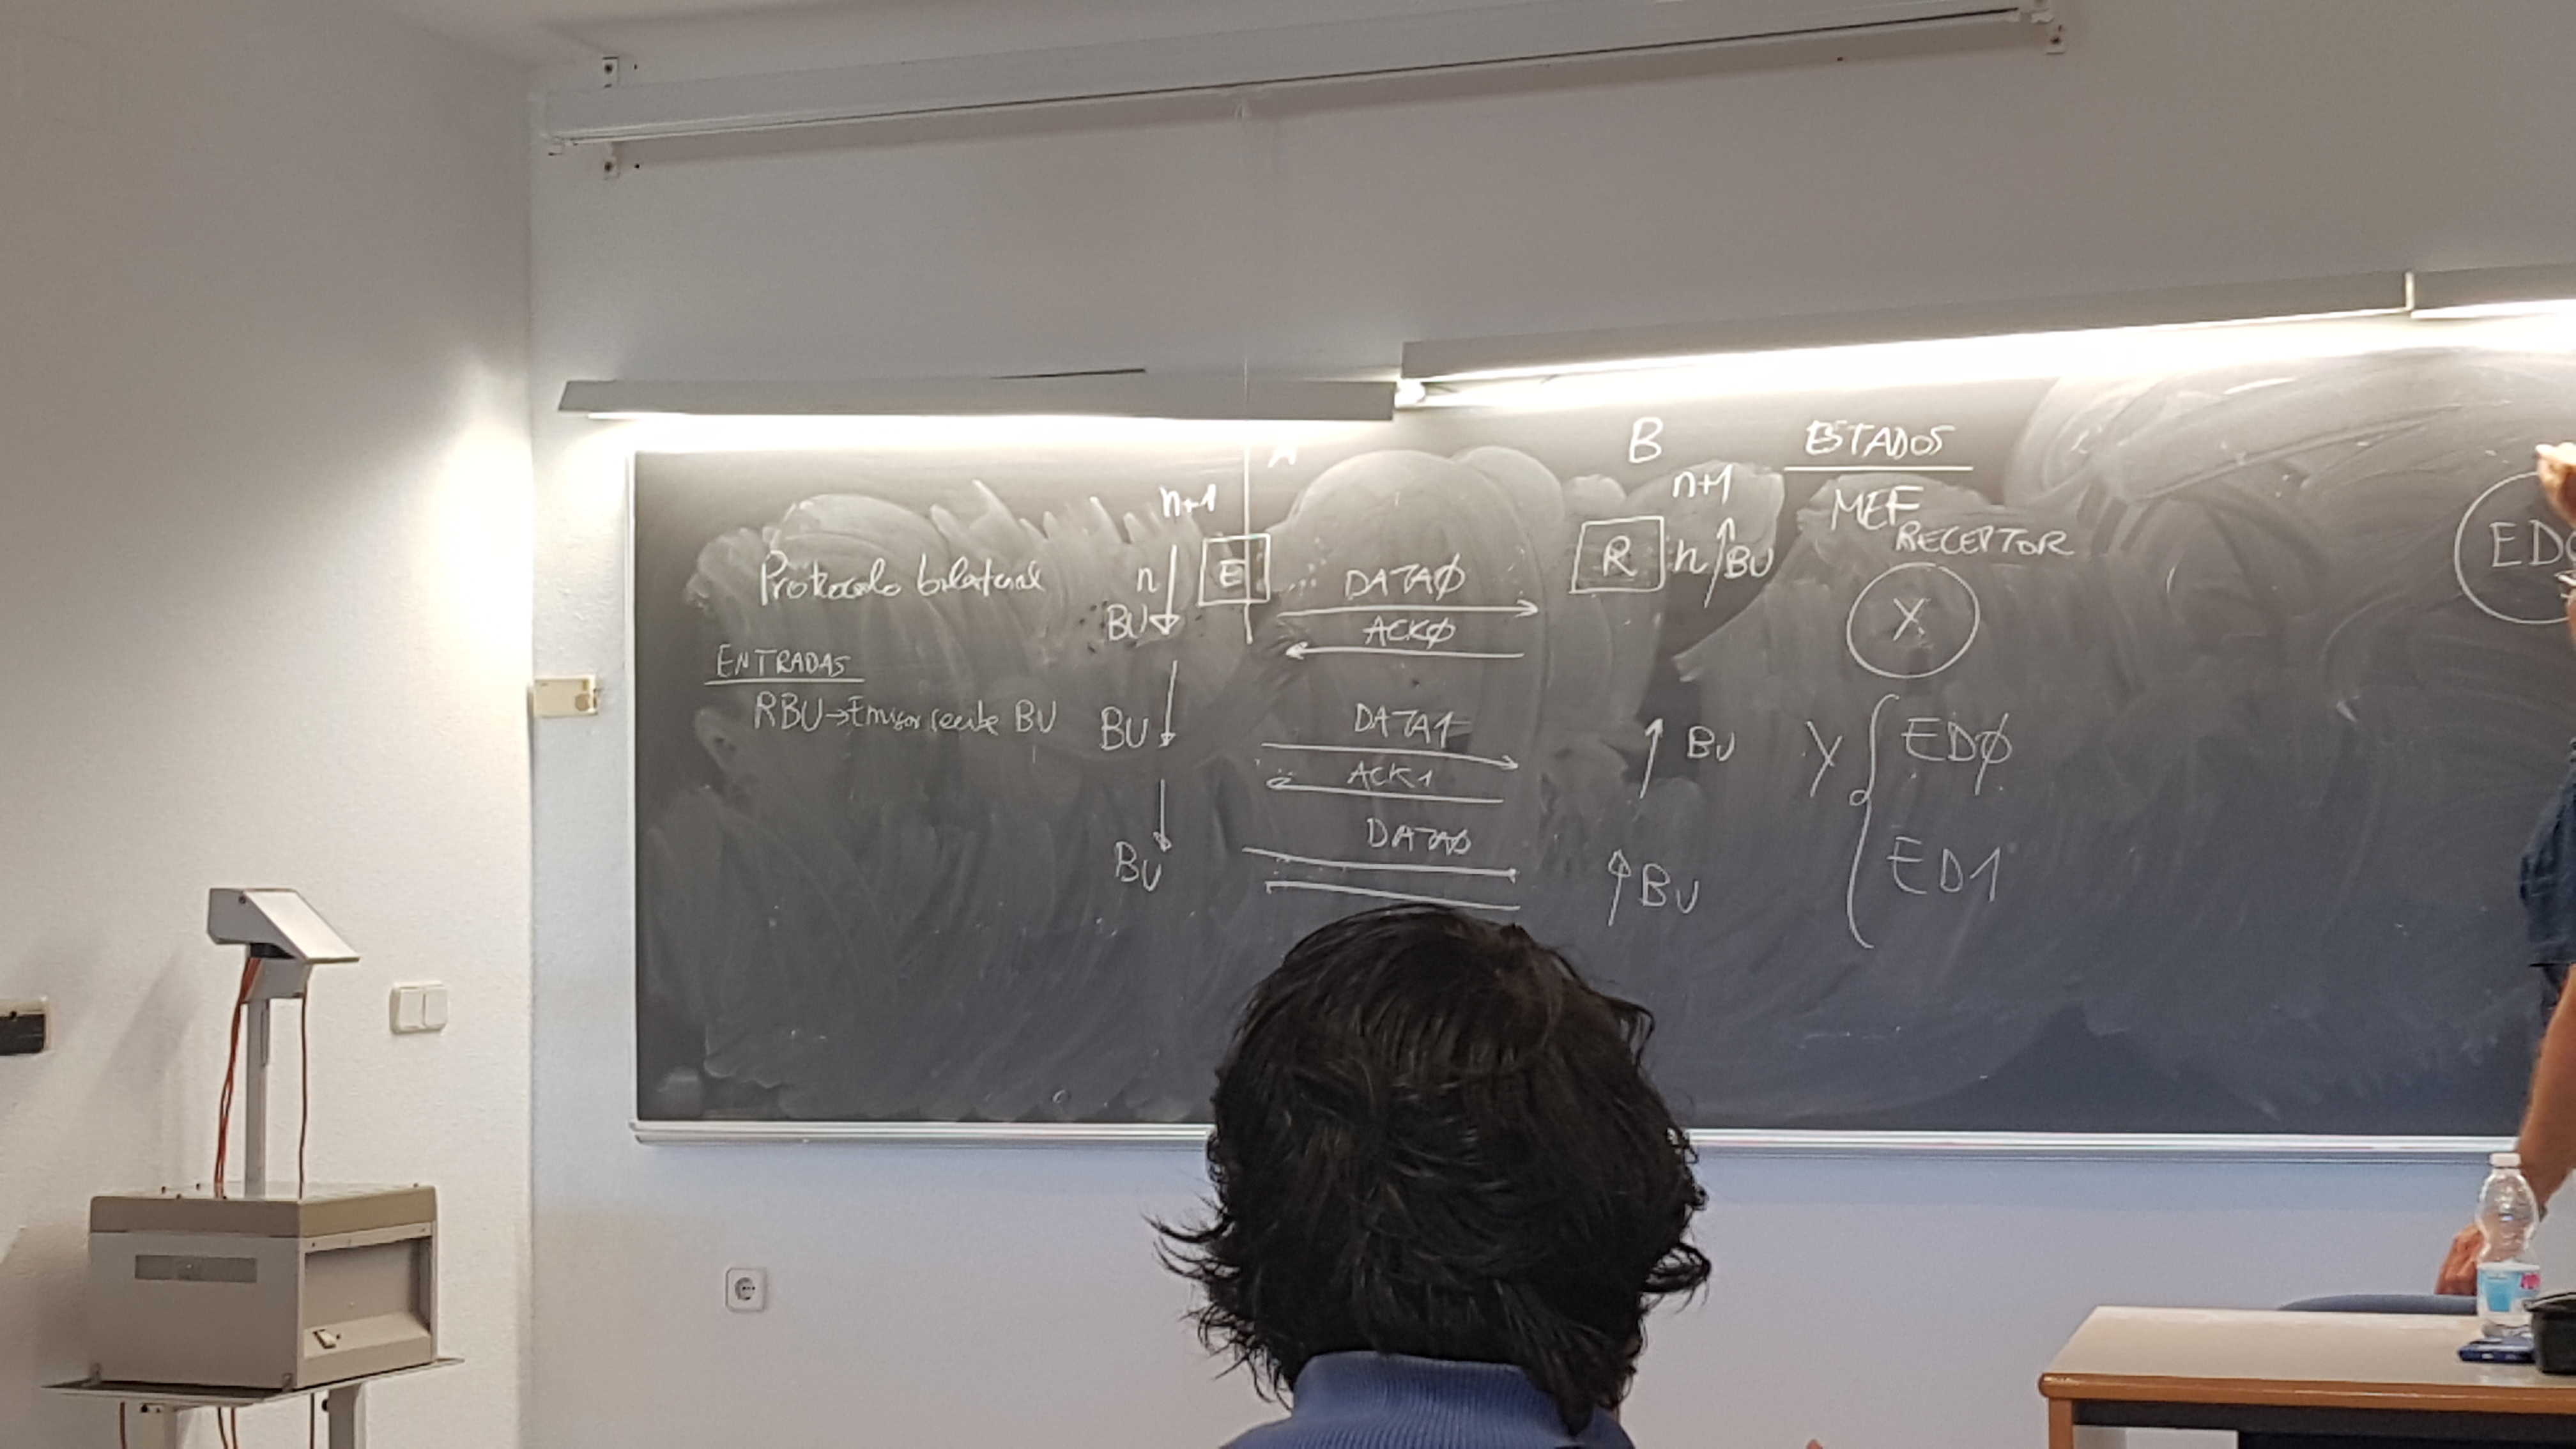 B
ESTADOS
n+1
n+1
MEF
RECEPTOR
Protocolo bilateral
n
E
DATAØ
R
n
BU
BU
X
ACKØ
ENTRADAS
RBU→Emisor recibe BU
BU
DATA1
BU
Y
EDØ
ACK1
DATAØ
BU
BU
ED1